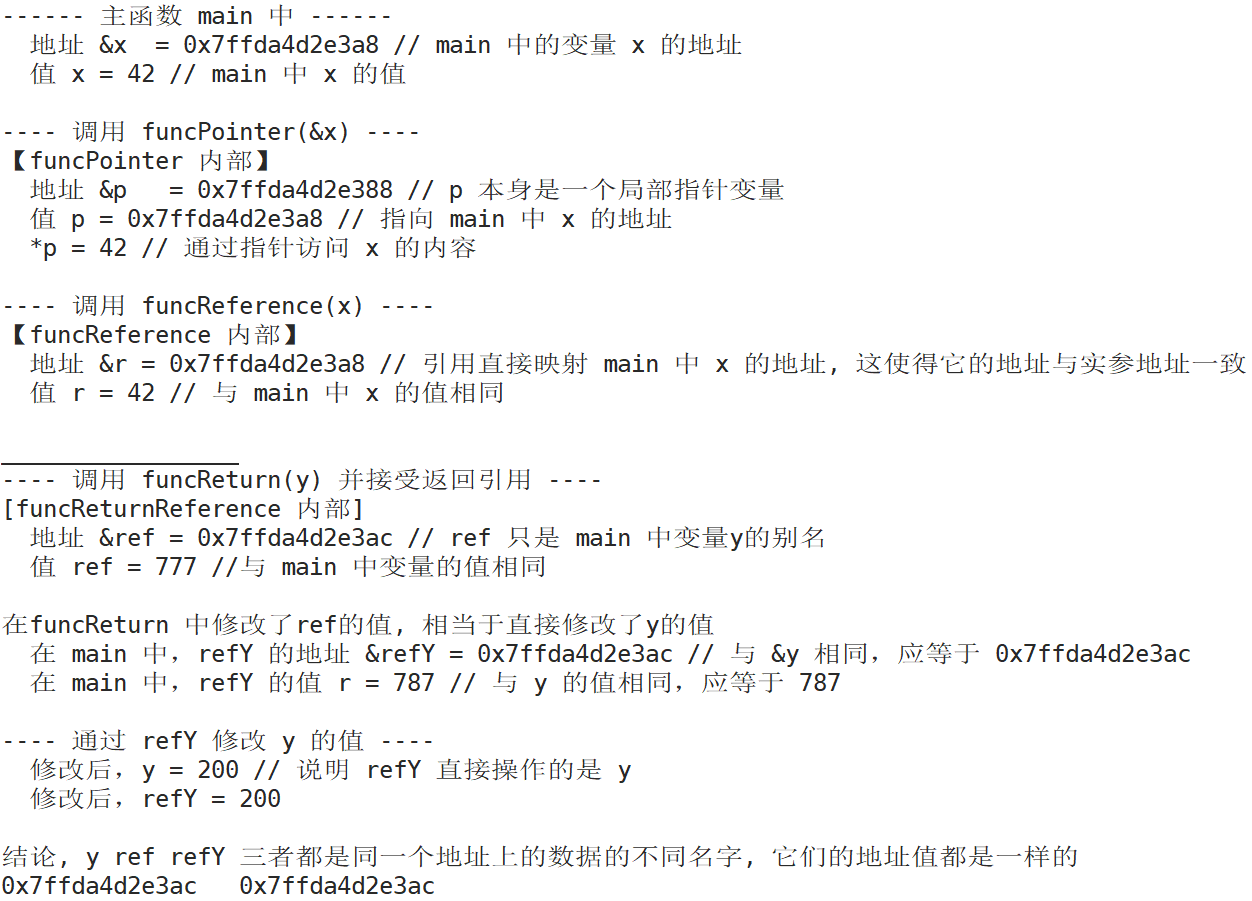 ------ 主函数 main 中 ------
  地址 &x  = 0x7ffda4d2e3a8 // main 中的变量 x 的地址
  值 x = 42 // main 中 x 的值

---- 调用 funcPointer(&x) ----
【funcPointer 内部】
  地址 &p   = 0x7ffda4d2e388 // p 本身是一个局部指针变量
  值 p = 0x7ffda4d2e3a8 // 指向 main 中 x 的地址
  *p = 42 // 通过指针访问 x 的内容

---- 调用 funcReference(x) ----
【funcReference 内部】
  地址 &r = 0x7ffda4d2e3a8 // 引用直接映射 main 中 x 的地址, 这使得它的地址与实参地址一致
  值 r = 42 // 与 main 中 x 的值相同

_________________
---- 调用 funcReturn(y) 并接受返回引用 ----
[funcReturnReference 内部]
  地址 &ref = 0x7ffda4d2e3ac // ref 只是 main 中变量y的别名
  值 ref = 777 //与 main 中变量的值相同

在funcReturn 中修改了ref的值, 相当于直接修改了y的值
  在 main 中，refY 的地址 &refY = 0x7ffda4d2e3ac // 与 &y 相同，应等于 0x7ffda4d2e3ac
  在 main 中，refY 的值 r = 787 // 与 y 的值相同，应等于 787

---- 通过 refY 修改 y 的值 ----
  修改后，y = 200 // 说明 refY 直接操作的是 y
  修改后，refY = 200

结论, y ref refY 三者都是同一个地址上的数据的不同名字, 它们的地址值都是一样的
0x7ffda4d2e3ac   0x7ffda4d2e3ac